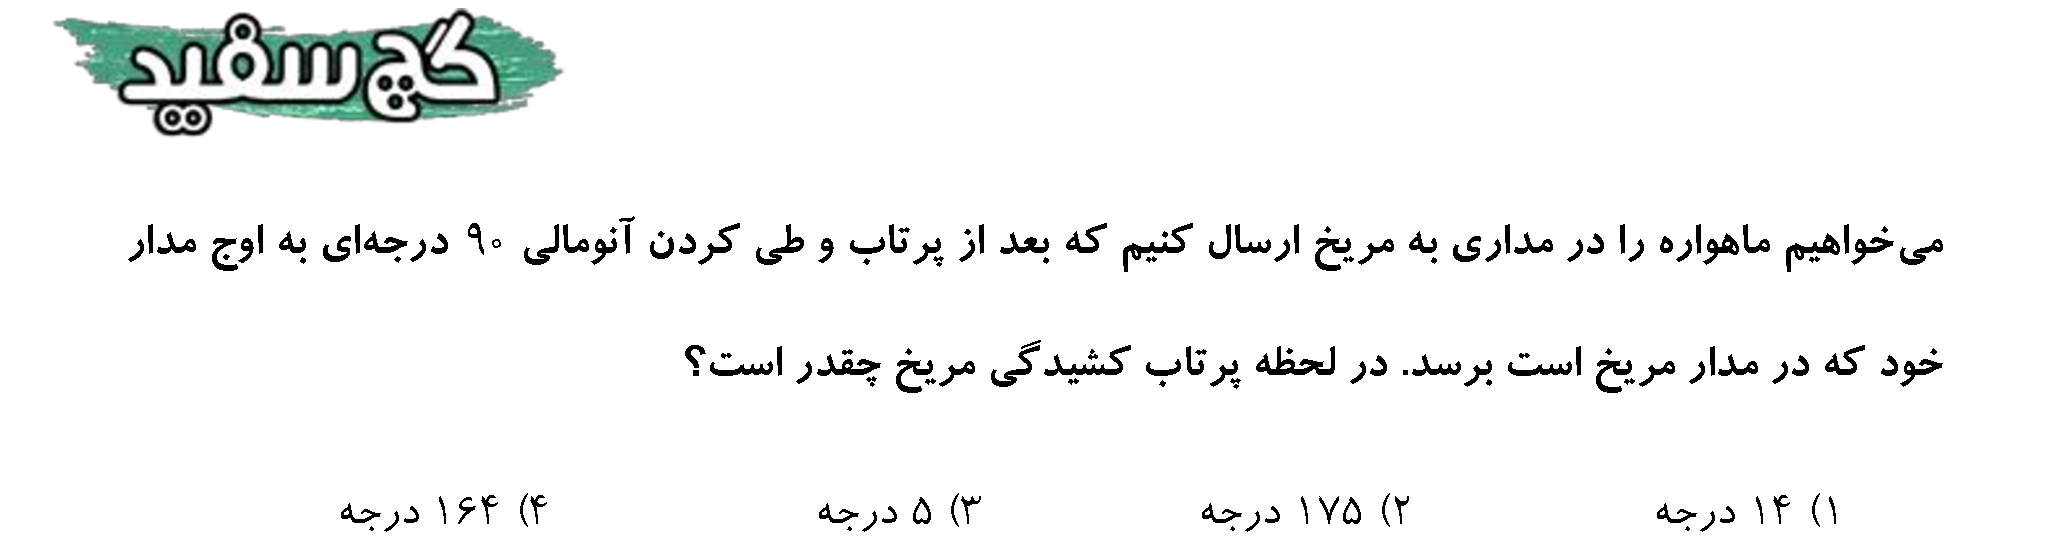 گچ سفید
می‌خواهیم ماهواره را در مداری به مریخ ارسال کنیم که بعد از پرتاب و طی کردن آنومالی ۹۰ درجه‌ای به اوج مدار
خود که در مدار مریخ است برسد. در لحظه پرتاب کشیدگی مریخ چقدر است؟
۱) ۱۴ درجه ۲) ۱۷۵ درجه ۳) ۵ درجه ۴) ۱۶۴ درجه